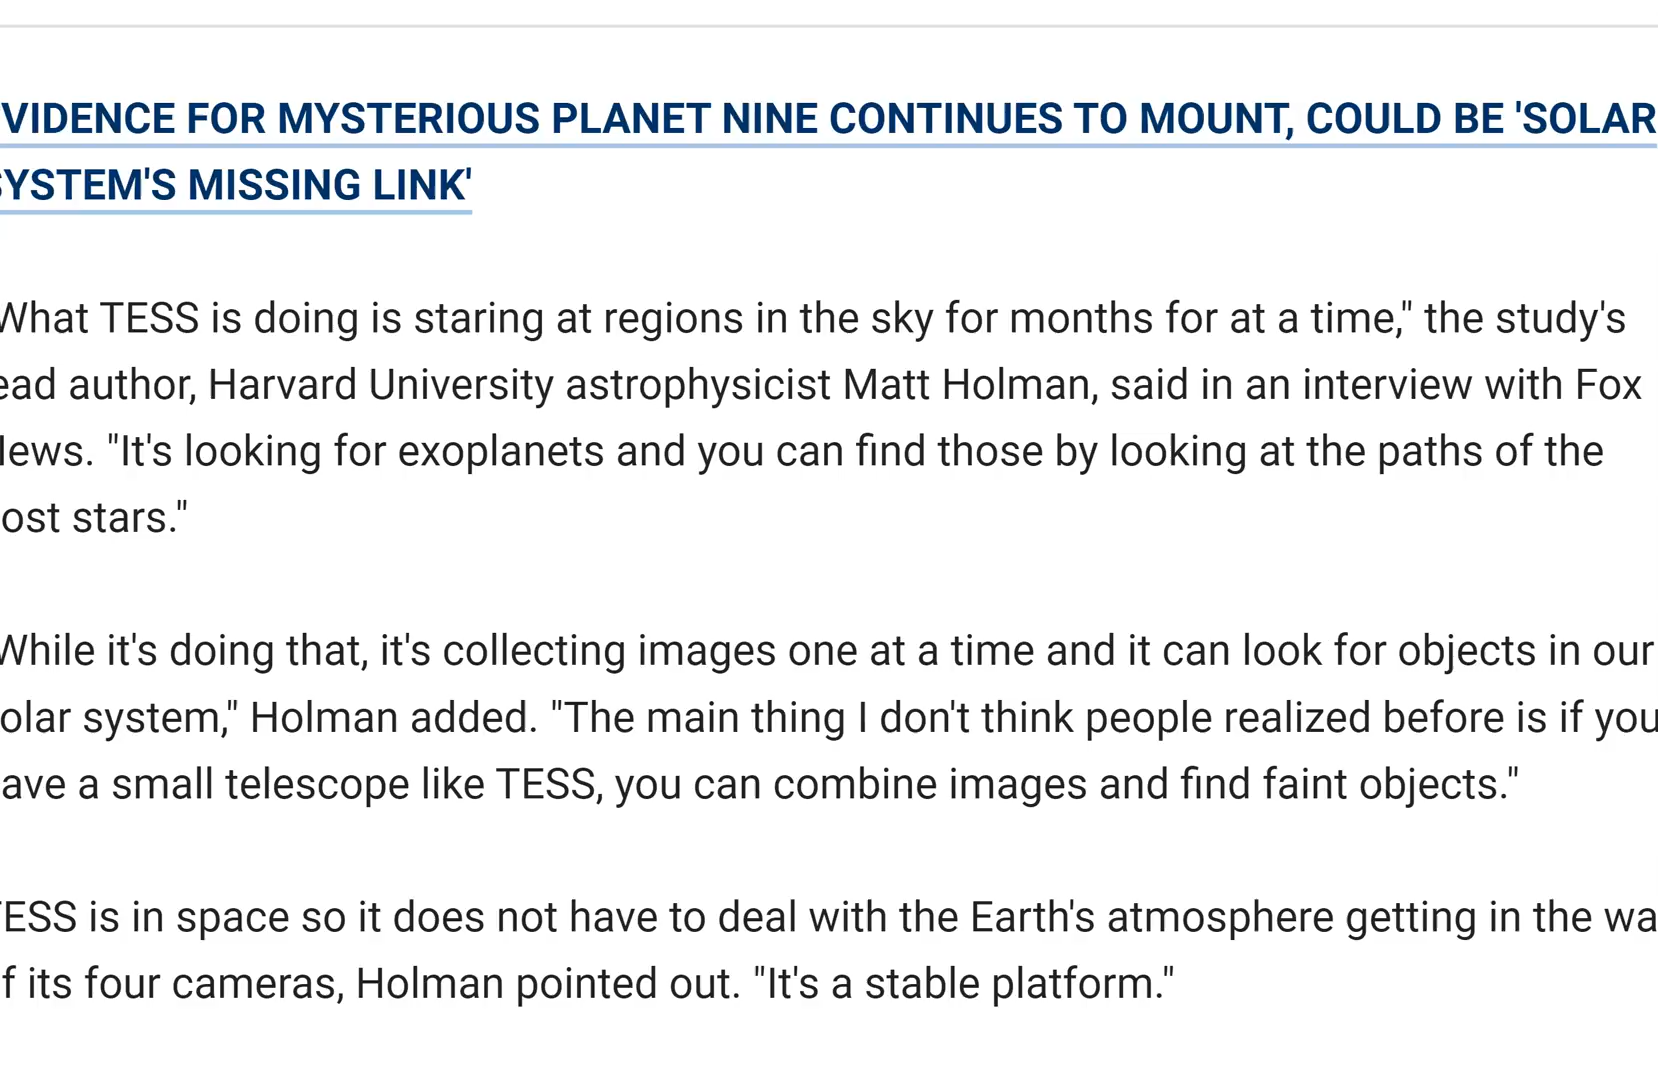 VIDENCE FOR MYSTERIOUS PLANET NINE CONTINUES TO MOUNT, COULD BE 'SOLAR
SYSTEM'S MISSING LINK'
What TESS is doing is staring at regions in the sky for months for at a time," the study's
ead author, Harvard University astrophysicist Matt Holman, said in an interview with Fox
News. "It's looking for exoplanets and you can find those by looking at the paths of the
ost stars."
While it's doing that, it's collecting images one at a time and it can look for objects in our
olar system," Holman added. "The main thing I don't think people realized before is if you
ave a small telescope like TESS, you can combine images and find faint objects."
TESS is in space so it does not have to deal with the Earth's atmosphere getting in the wa
f its four cameras, Holman pointed out. "It's a stable platform."